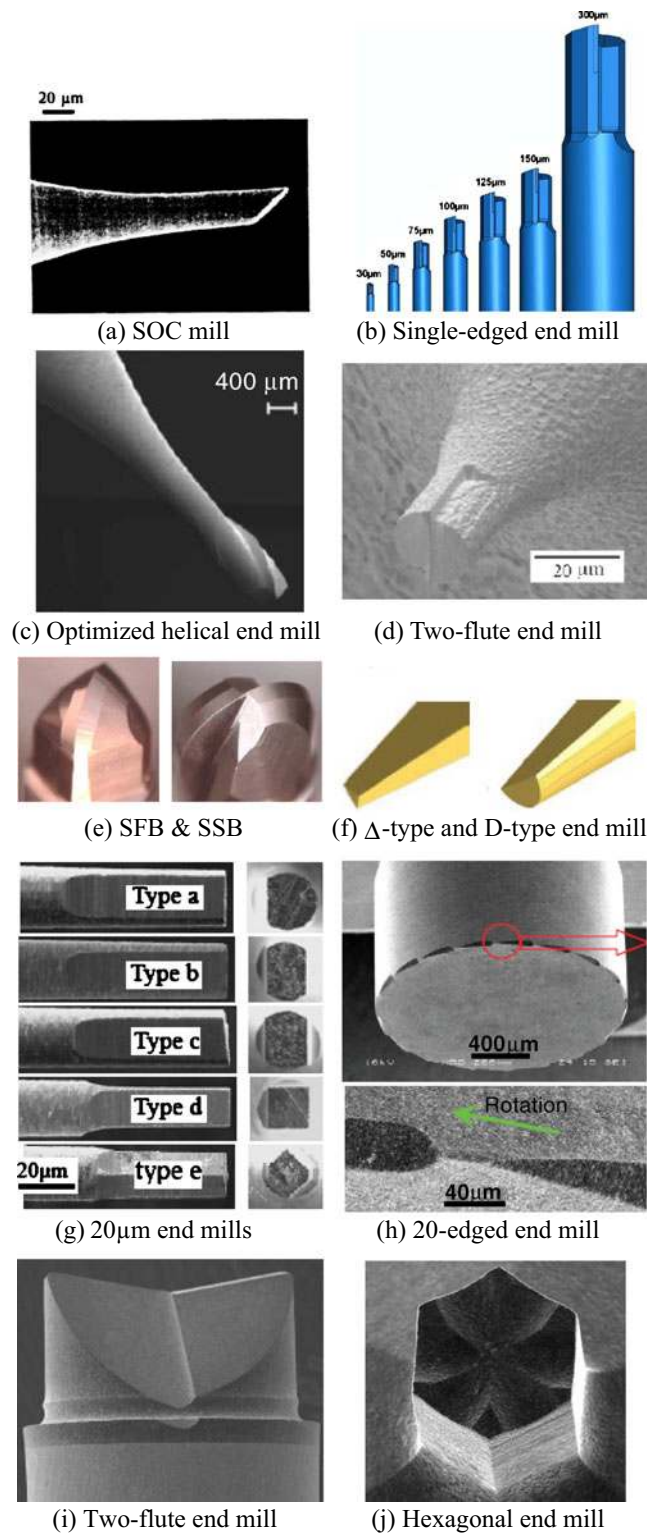 20 μm
300μm
150μm
125μm
100μm
75μm
50μm
30μm
(a) SOC mill
(b) Single-edged end mill
400 μm
20 μm
(c) Optimized helical end mill
(d) Two-flute end mill
(e) SFB & SSB
(f) Δ-type and D-type end mill
Type a
Type b
Type c
Type d
type e
20μm
400μm
Rotation
40μm
(g) 20μm end mills
(h) 20-edged end mill
(i) Two-flute end mill
(j) Hexagonal end mill